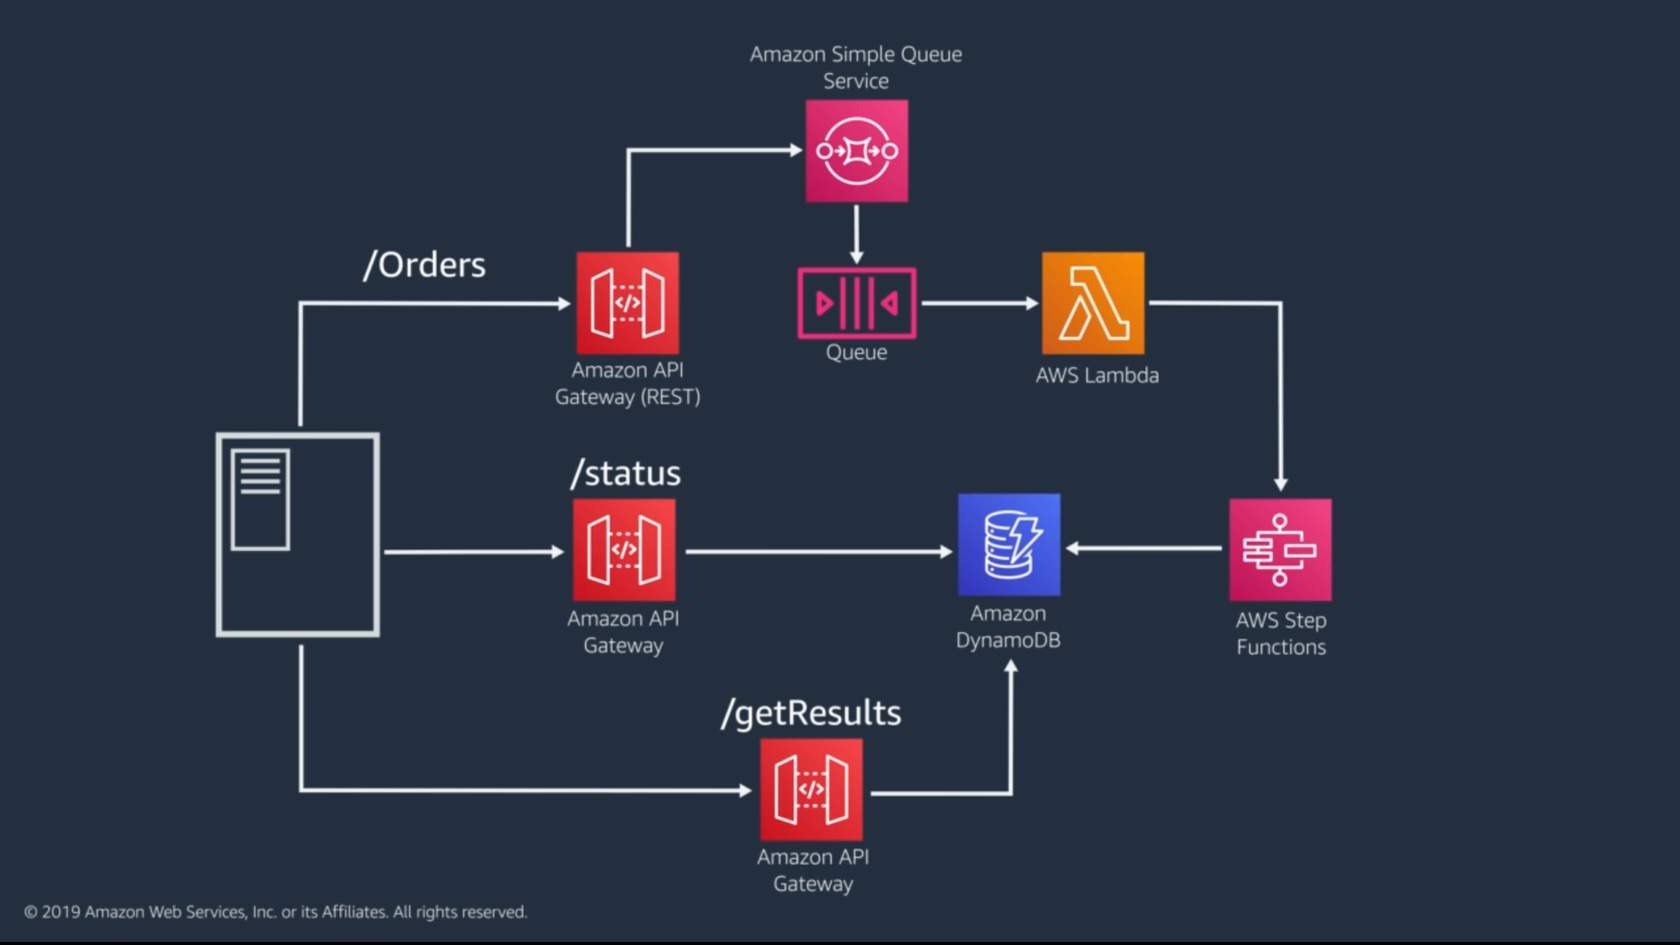 Amazon Simple Queue
Service
/Orders
Amazon API
Gateway (REST)
Queue
AWS Lambda
/status
Amazon API
Gateway
Amazon
DynamoDB
AWS Step
Functions
/getResults
Amazon API
Gateway
© 2019 Amazon Web Services, Inc. or its Affiliates. All rights reserved.